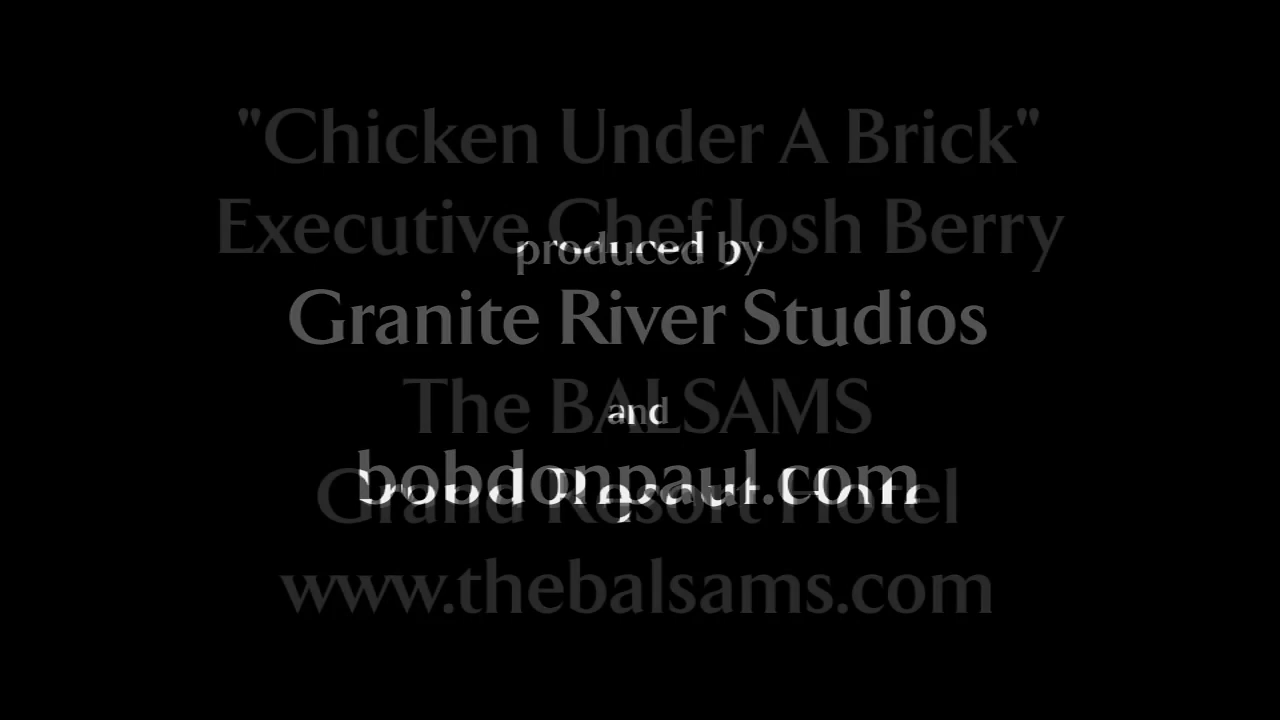 "Chicken Under A Brick"
Executive Chef Josh Berry
produced by
Granite River Studios
The BALSAMS
and
bobdonpaul.com
Grand Resort Hotel
www.thebalsams.com